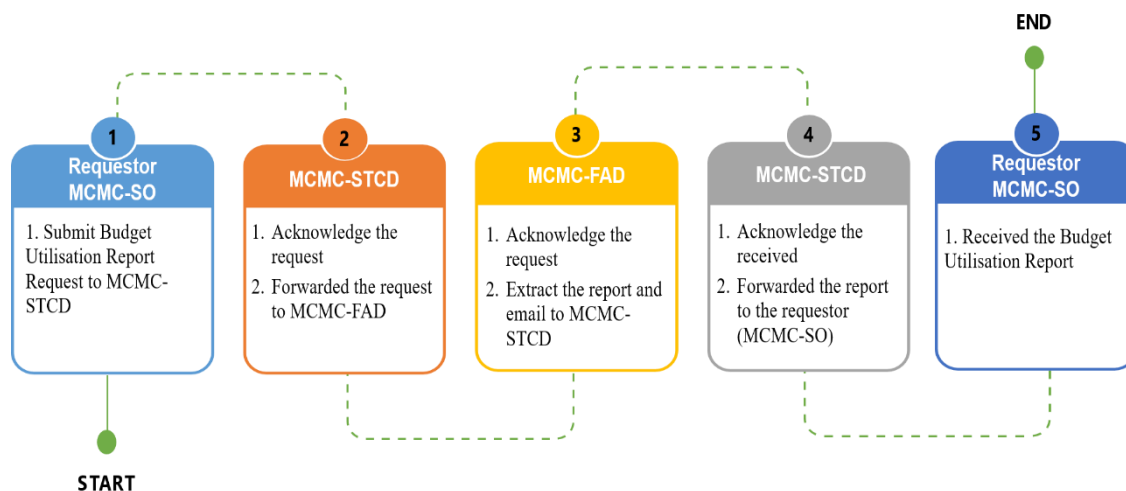 END
1
Requestor
MCMC-SO
1. Submit Budget
Utilisation Report
Request to MCMC-
STCD
2
MCMC-STCD
1. Acknowledge the
request
2. Forwarded the request
to MCMC-FAD
3
MCMC-FAD
1. Acknowledge the
request
2. Extract the report and
email to MCMC-
STCD
4
MCMC-STCD
1. Acknowledge the
received
2. Forwarded the report
to the requestor
(MCMC-SO)
5
Requestor
MCMC-SO
1. Received the Budget
Utilisation Report
START